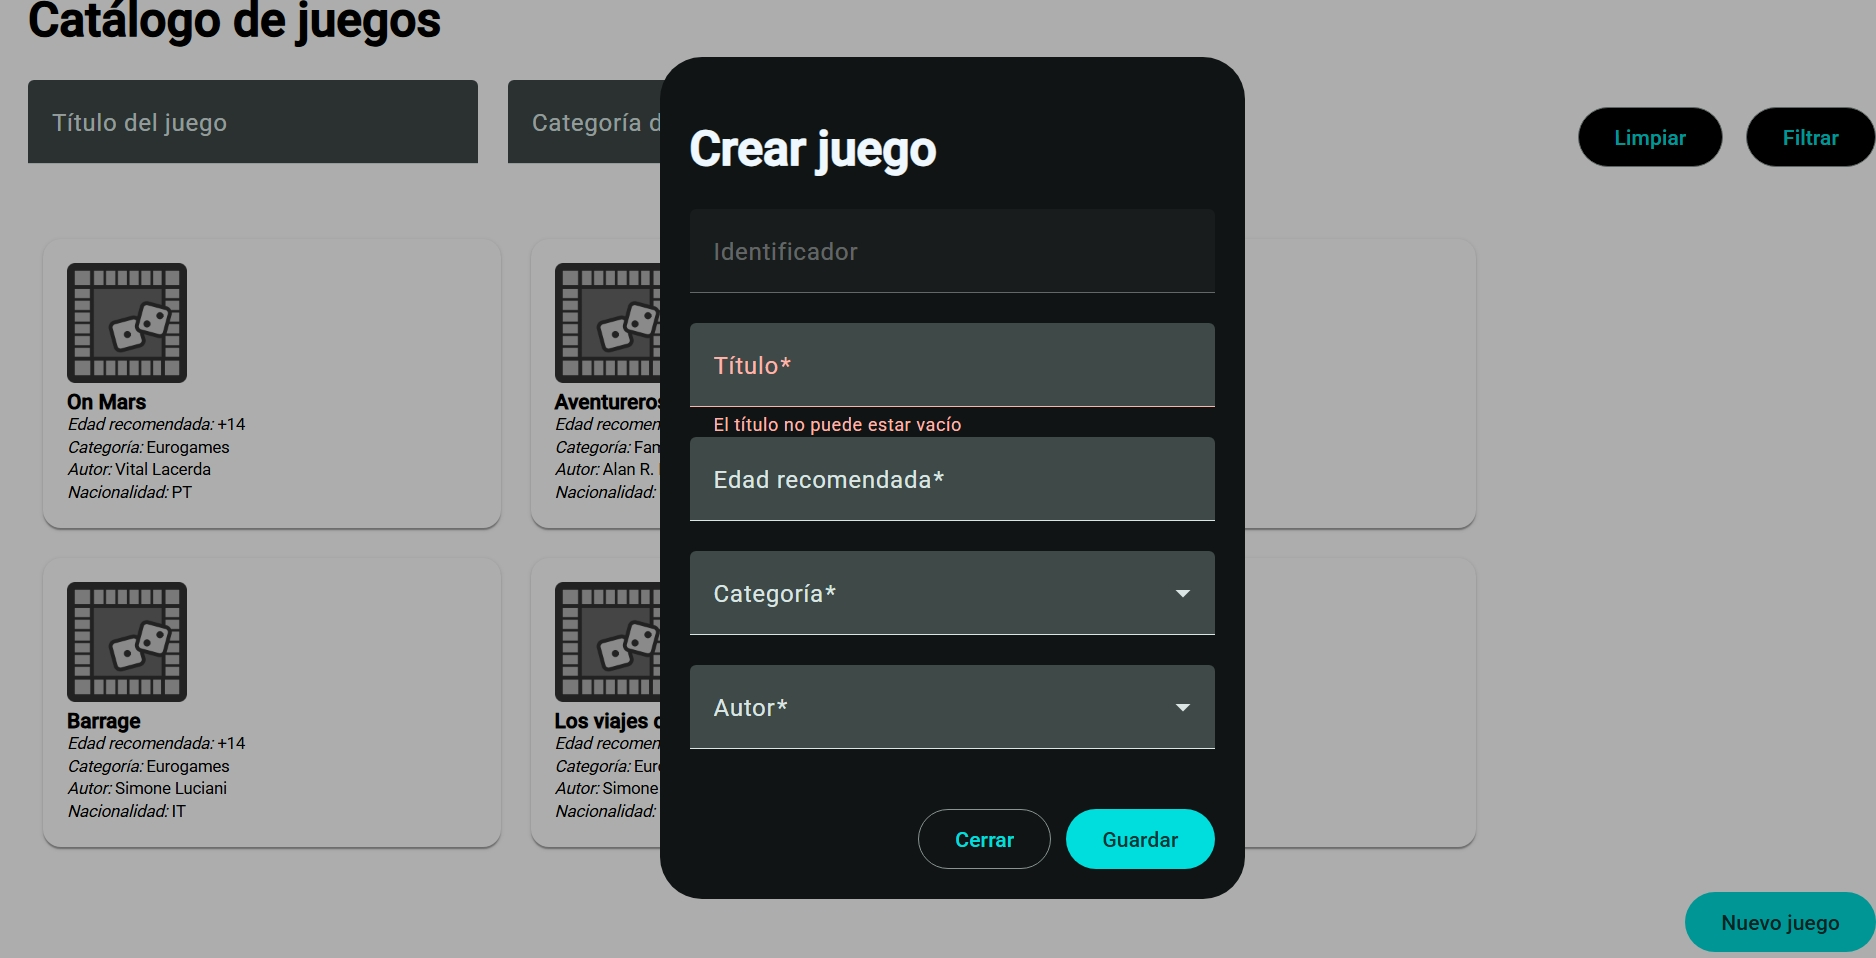 Catálogo de juegos
Título del juego
Categoría d
Limpiar
Filtrar
On Mars
Edad recomendada: +14
Categoría: Eurogames
Autor: Vital Lacerda
Nacionalidad: PT
Aventureros
Edad recomen
Categoría: Fam
Autor: Alan R.
Nacionalidad:
Barrage
Edad recomendada: +14
Categoría: Eurogames
Autor: Simone Luciani
Nacionalidad: IT
Los viajes
Edad recomen
Categoría: Euro
Autor: Simone
Nacionalidad:
Crear juego
Identificador
Título*
El título no puede estar vacío
Edad recomendada*
Categoría*
Autor*
Cerrar
Guardar
Nuevo juego